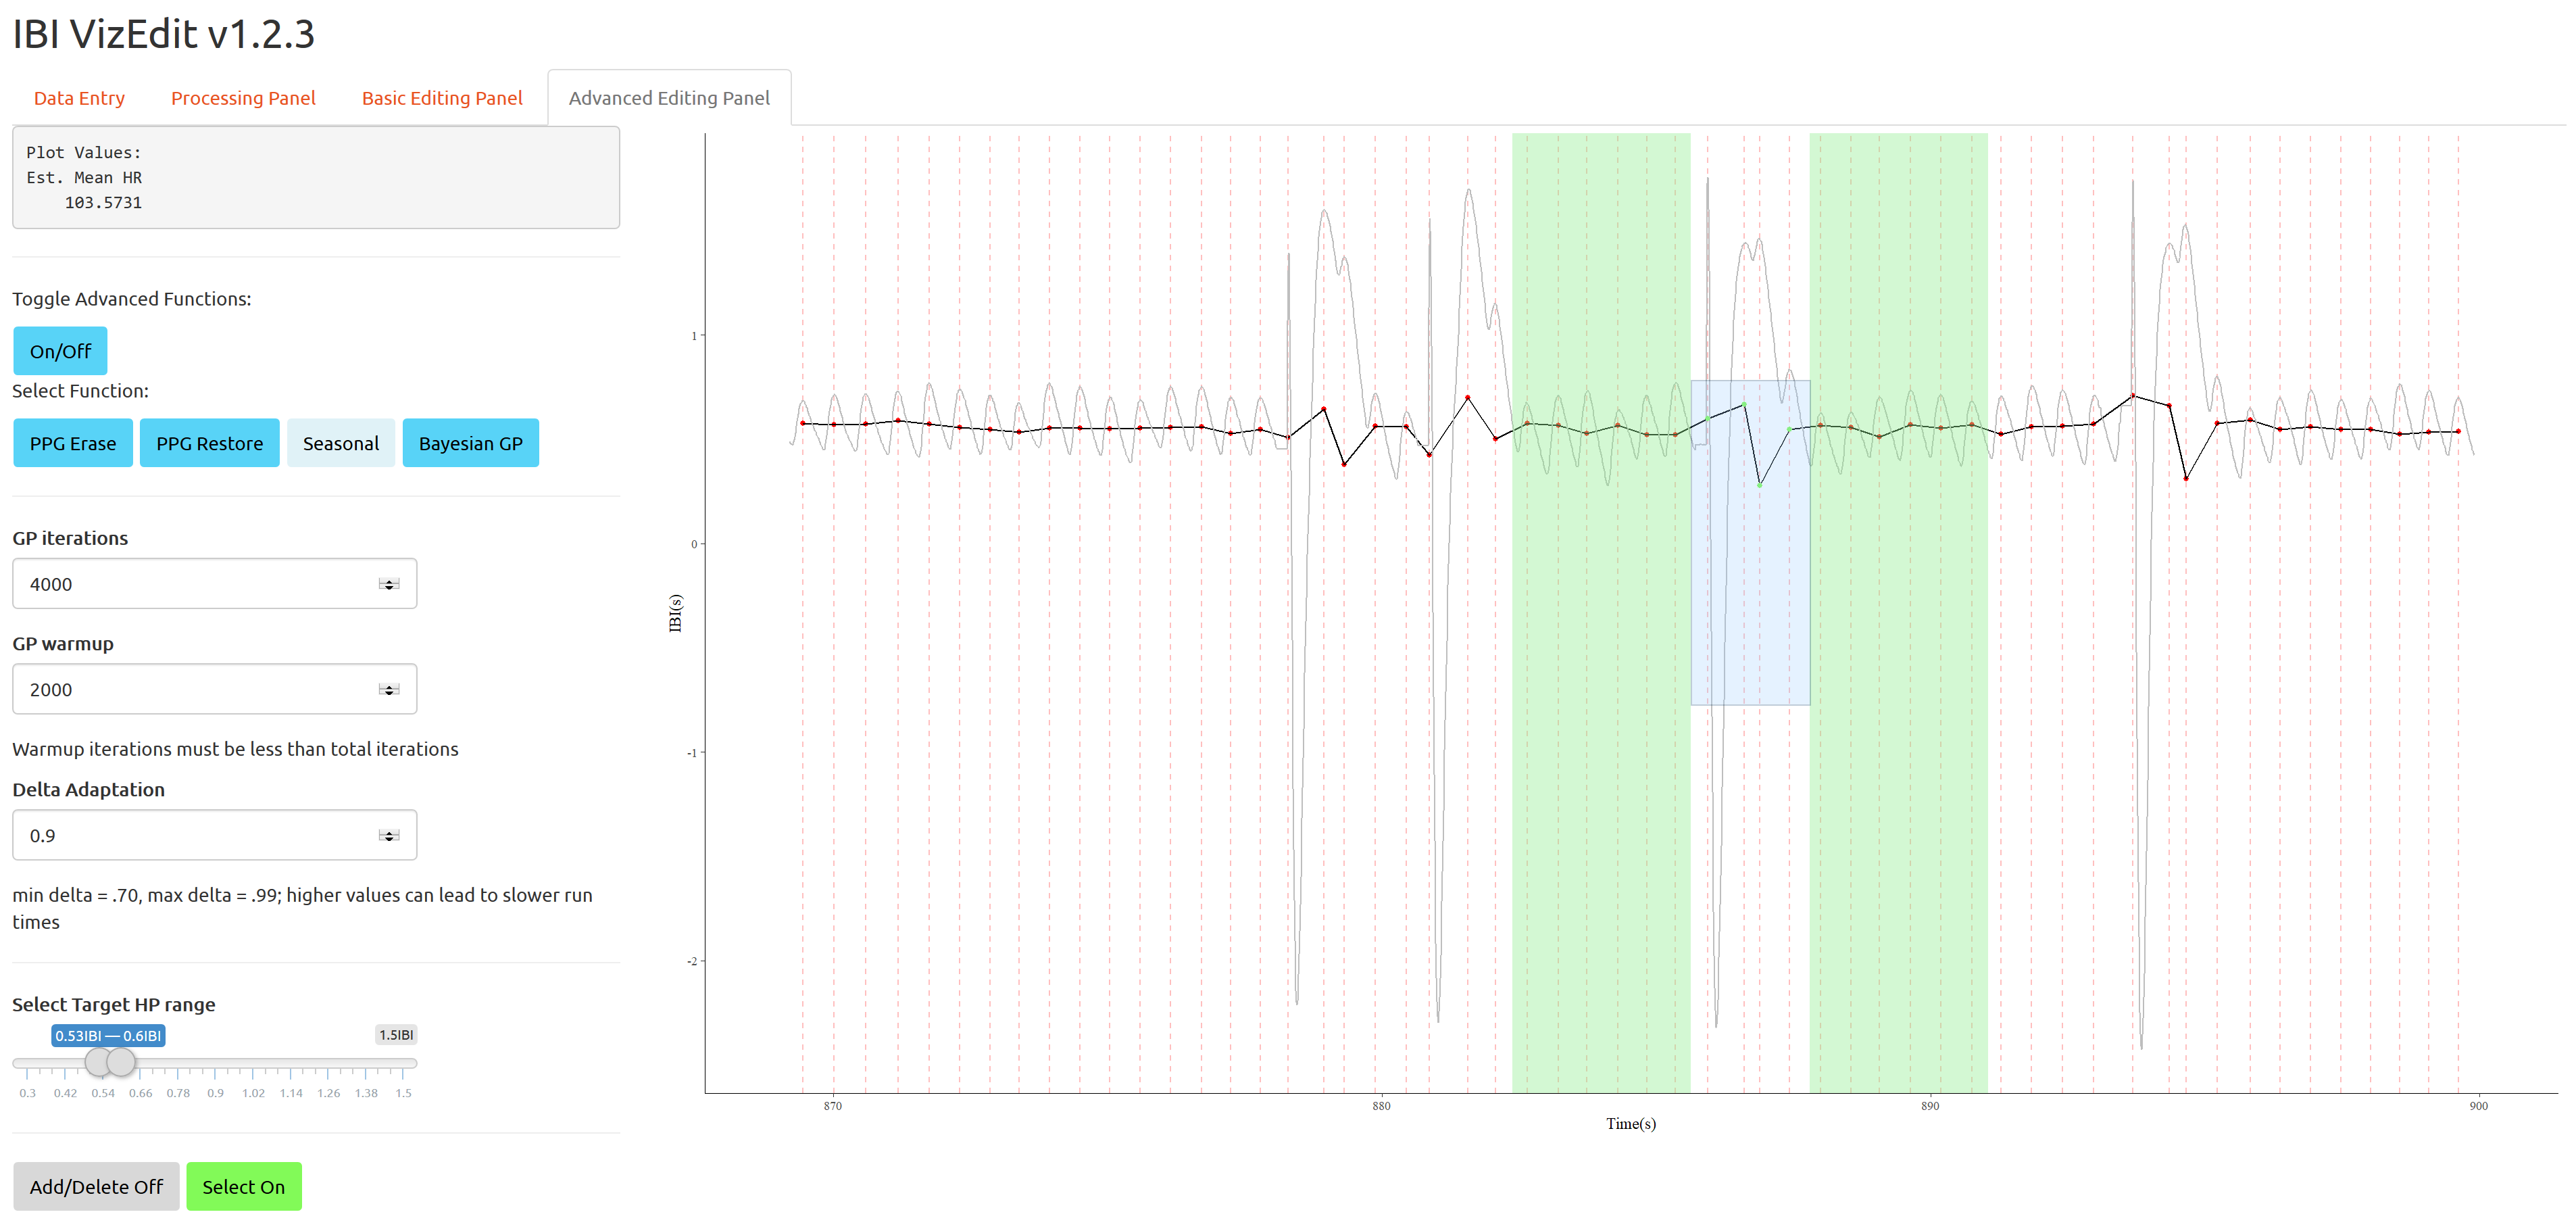 IBI VizEdit v1.2.3
Data Entry Processing Panel Basic Editing Panel Advanced Editing Panel
Plot Values:
Est. Mean HR
103.5731
Toggle Advanced Functions:
On/Off
Select Function:
PPG Erase PPG Restore Seasonal Bayesian GP
GP iterations
4000
GP warmup
2000
Warmup iterations must be less than total iterations
Delta Adaptation
0.9
min delta = .70, max delta = .99; higher values can lead to slower run
times
Select Target HP range
0.53IBI — 0.6IBI 1.5IBI
0.3 0.42 0.54 0.66 0.78 0.9 1.02 1.14 1.26 1.38 1.5
Add/Delete Off Select On
IBI(s)
1
0
-1
-2
870 880 890 900
Time(s)